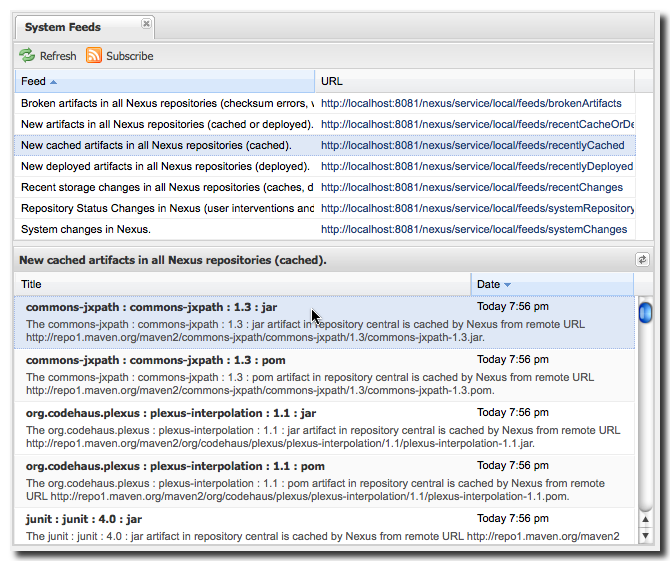 System Feeds
Refresh Subscribe
Feed URL
Broken artifacts in all Nexus repositories (checksum errors, http://localhost:8081/nexus/service/local/feeds/brokenArtifacts
New artifacts in all Nexus repositories (cached or deployed). http://localhost:8081/nexus/service/local/feeds/recentCacheOrDe
New cached artifacts in all Nexus repositories (cached). http://localhost:8081/nexus/service/local/feeds/recentlyCached
New deployed artifacts in all Nexus repositories (deployed). http://localhost:8081/nexus/service/local/feeds/recentlyDeployed
Recent storage changes in all Nexus repositories (caches, d http://localhost:8081/nexus/service/local/feeds/recentChanges
Repository Status Changes in Nexus (user interventions and http://localhost:8081/nexus/service/local/feeds/systemRepository
System changes in Nexus. http://localhost:8081/nexus/service/local/feeds/systemChanges
New cached artifacts in all Nexus repositories (cached).
Title Date
commons-jxpath : commons-jxpath : 1.3 : jar Today 7:56 pm
The commons-jxpath : commons-jxpath : 1.3 : jar artifact in repository central is cached by Nexus from remote URL
http://repo1.maven.org/maven2/commons-jxpath/commons-jxpath/1.3/commons-jxpath-1.3.jar.
commons-jxpath : commons-jxpath : 1.3 : pom Today 7:56 pm
The commons-jxpath : commons-jxpath : 1.3 : pom artifact in repository central is cached by Nexus from remote URL
http://repo1.maven.org/maven2/commons-jxpath/commons-jxpath/1.3/commons-jxpath-1.3.pom.
org.codehaus.plexus : plexus-interpolation : 1.1 : jar Today 7:56 pm
The org.codehaus.plexus : plexus-interpolation : 1.1 : jar artifact in repository central is cached by Nexus from remote URL
http://repo1.maven.org/maven2/org/codehaus/plexus/plexus-interpolation/1.1/plexus-interpolation-1.1.jar.
org.codehaus.plexus : plexus-interpolation : 1.1 : pom Today 7:56 pm
The org.codehaus.plexus : plexus-interpolation : 1.1 : pom artifact in repository central is cached by Nexus from remote
URL http://repo1.maven.org/maven2/org/codehaus/plexus/plexus-interpolation/1.1/plexus-interpolation-1.1.pom.
junit : junit : 4.0 : jar Today 7:56 pm
The junit : junit : 4.0 : jar artifact in repository central is cached by Nexus from remote URL http://repo1.maven.org/maven2